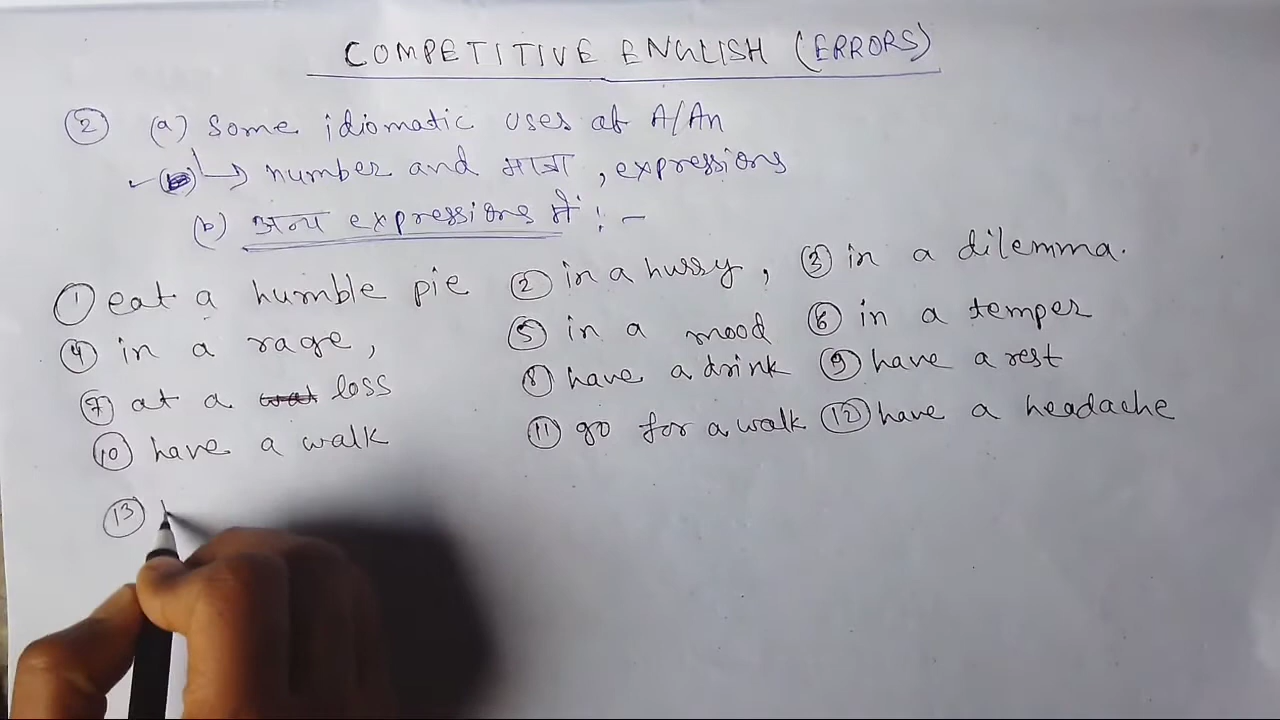 COMPETITIVE ENGLISH (ERRORS)
② (a) Some idiomatic uses of A/An
(b) ↳ number and मात्रा, expressions
(b) अन्य expressions में :-
① eat a humble pie ② in a hurry, ③ in a dilemma.
④ in a rage, ⑤ in a mood ⑥ in a temper
⑦ at a loss ⑧ have a drink ⑨ have a rest
⑩ have a walk ⑪ go for a walk ⑫ have a headache
⑬